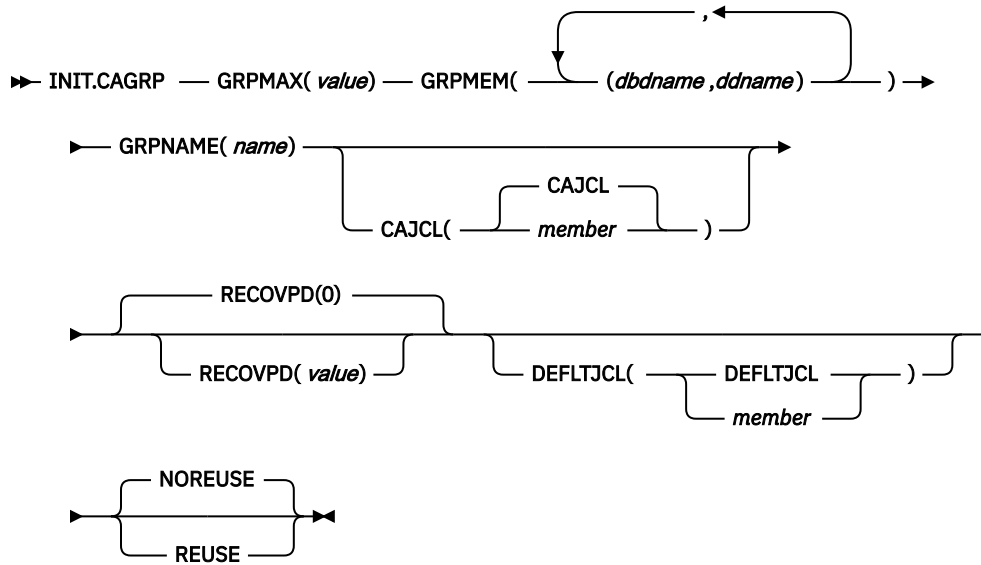 ,
INIT.CAGRP GRPMAX( value) GRPMEM( (dbdname ,ddname ) )
GRPNAME( name)
CAJCL
CAJCL( member )
RECOVPD(0)
RECOVPD( value)
DEFLTJCL( DEFLTJCL )
member
NOREUSE
REUSE